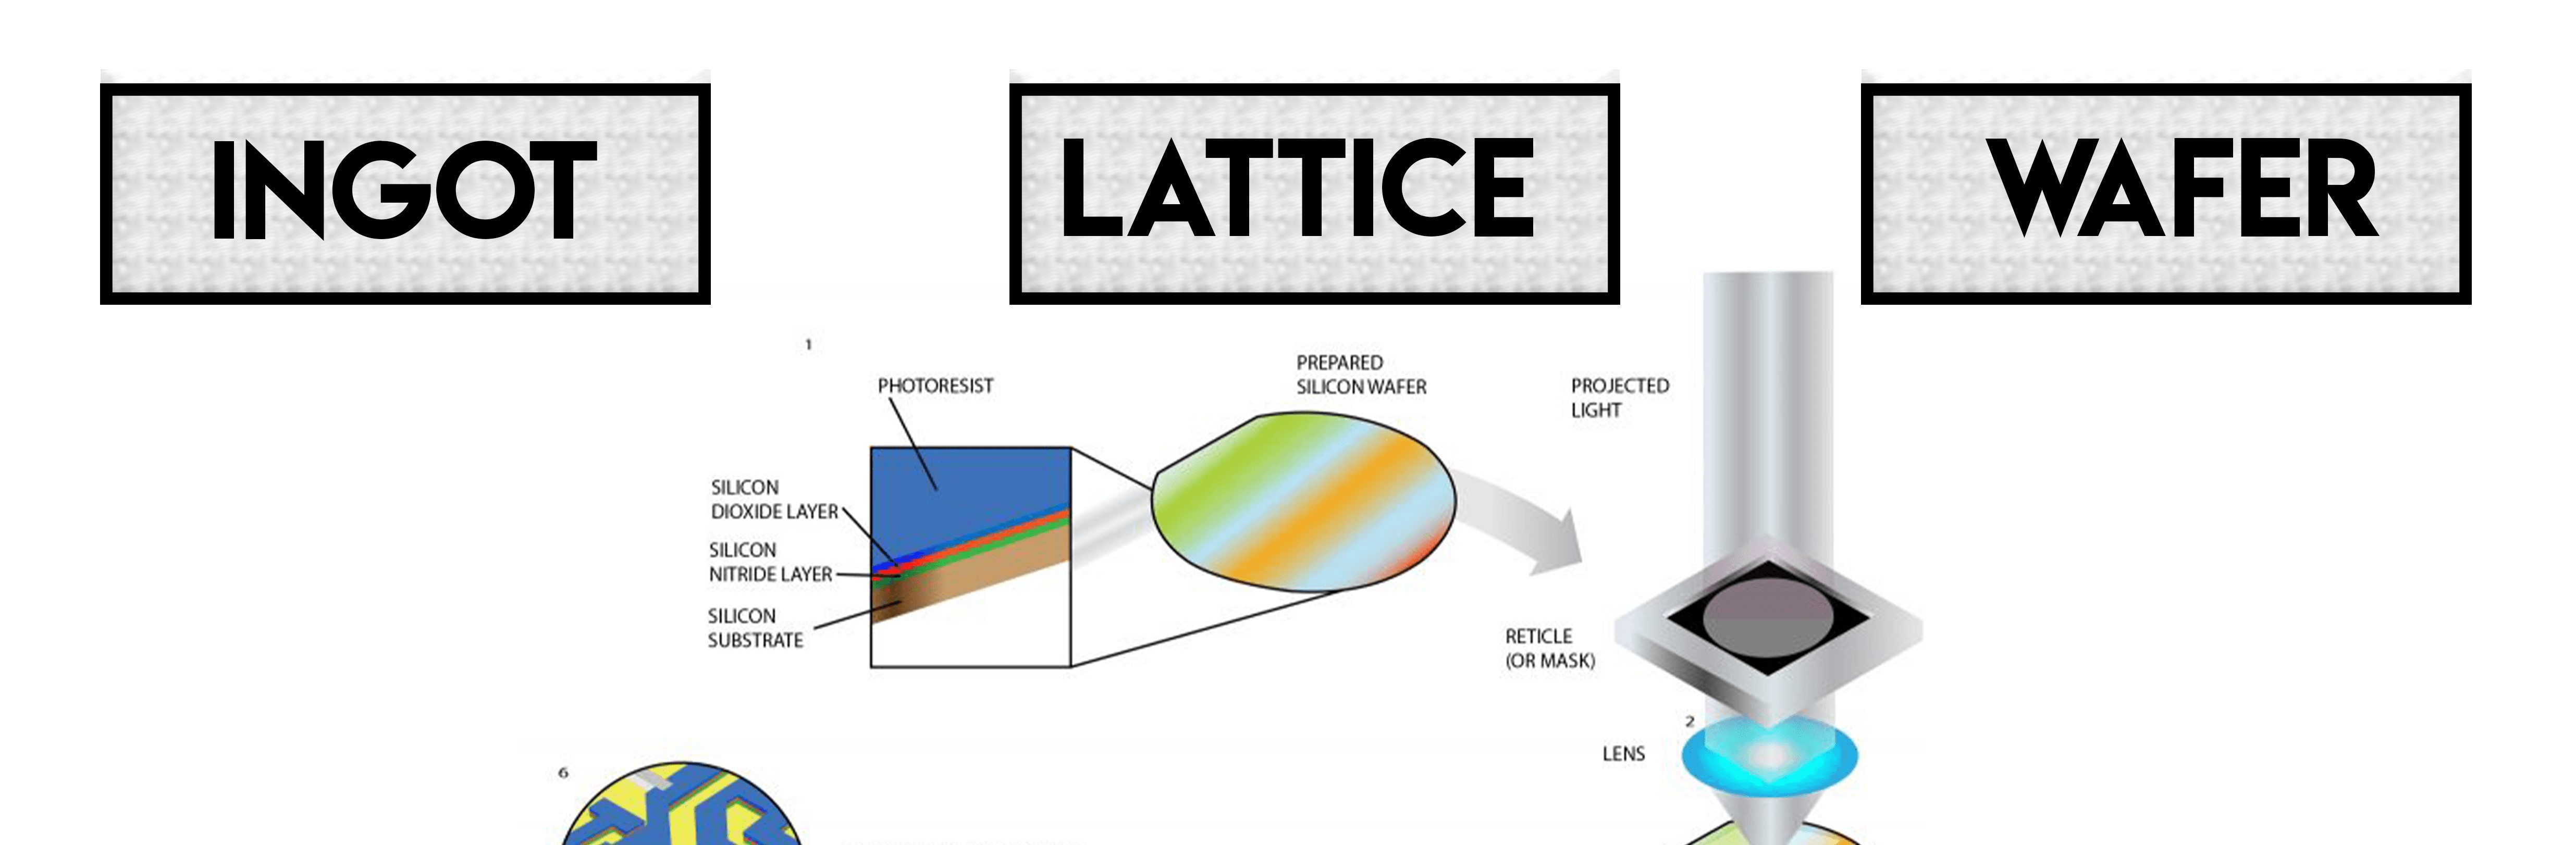 INGOT
LATTICE
WAFER
1
PHOTORESIST
PREPARED
SILICON WAFER
PROJECTED
LIGHT
SILICON
DIOXIDE LAYER
SILICON
NITRIDE LAYER
SILICON
SUBSTRATE
RETICLE
(OR MASK)
2
LENS
6